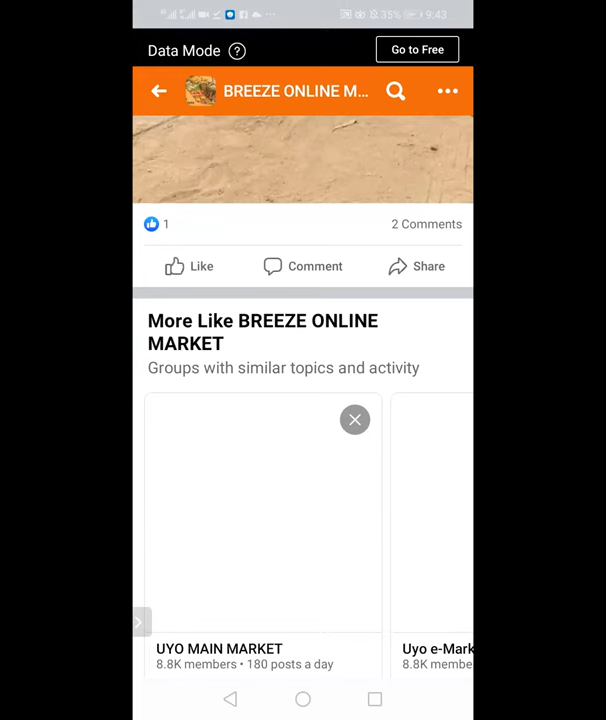 35% 9:43
Data Mode ? Go to Free
BREEZE ONLINE M...
1 2 Comments
Like Comment Share
More Like BREEZE ONLINE
MARKET
Groups with similar topics and activity
UYO MAIN MARKET Uyo e-Mark
8.8K members • 180 posts a day 8.8K membe